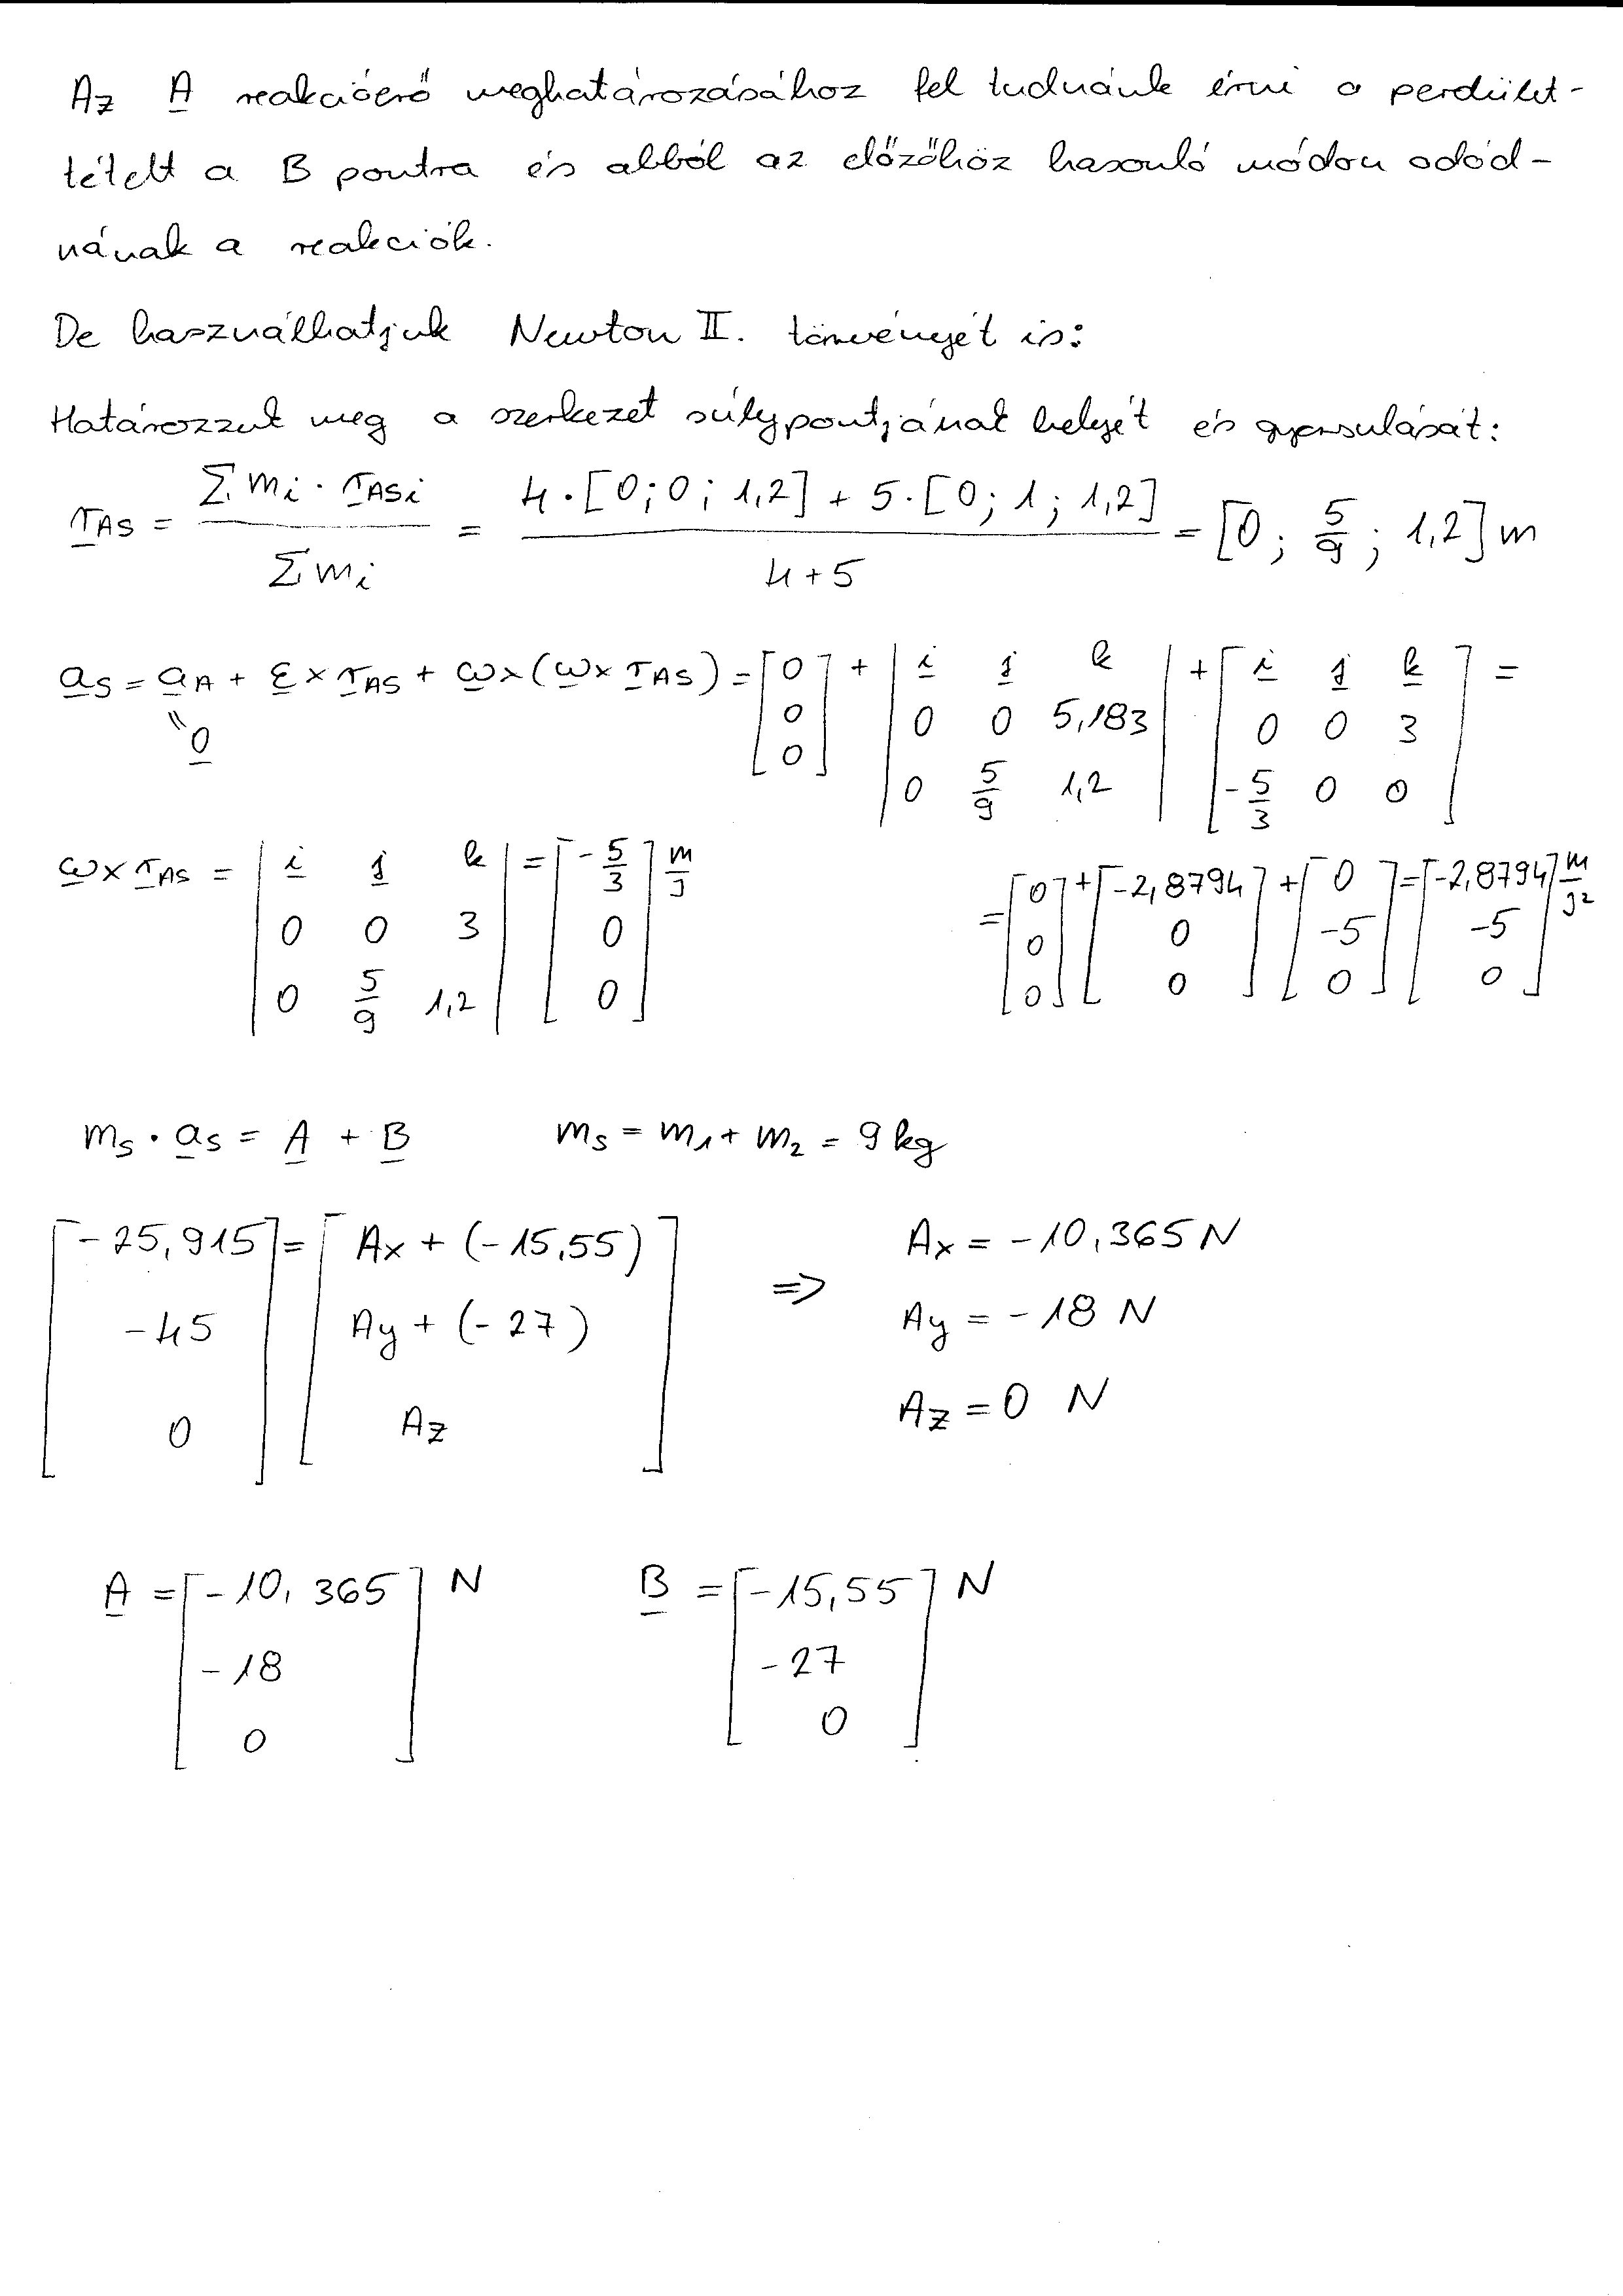 Az A reakcióerő meghatározásához fel tudnánk írni a perdület-
tételt a B pontra és abból az előzőhöz hasonló módon adód-
nának a reakciók.
De használhatjuk Newton II. törvényét is:
Határozzuk meg a szerkezet súlypontjának helyét és gyorsulását:
r_AS = Σ m_i · r_ASi / Σ m_i = 4·[0; 0; 1,2] + 5·[0; 1; 1,2] / 4+5 = [0; 5/9; 1,2] m
a_S = a_A + ε × r_AS + ω × (ω × r_AS) = [0 0 0] + | i j k 0 0 5,183 0 5/9 1,2 | + [ i j k 0 0 3 -5/3 0 0 ] =
"0
ω × r_AS = | i j k 0 0 3 0 5/9 1,2 | = [-5/3 0 0] m/s
= [0 0 0] + [-2,8794 0 0] + [0 -5 0] = [-2,8794 -5 0] m/s²
m_S · a_S = A + B m_S = m_1 + m_2 = 9 kg
[-25,915 -45 0] = [Ax + (-15,55) Ay + (-27) Az] => Ax = -10,365 N
Ay = -18 N
Az = 0 N
A = [-10,365 -18 0] N B = [-15,55 -27 0] N